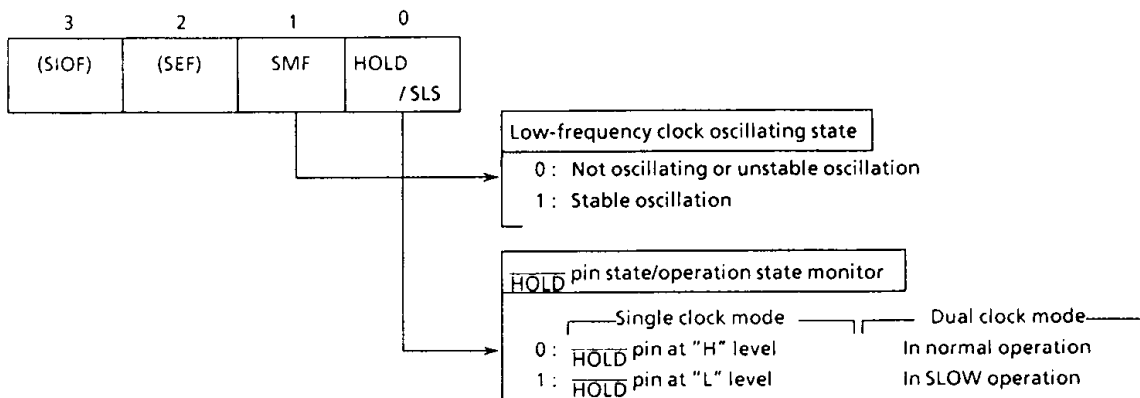 3 2 1 0
(SIOF) (SEF) SMF HOLD
/ SLS
Low-frequency clock oscillating state
0 : Not oscillating or unstable oscillation
1 : Stable oscillation
HOLD pin state/operation state monitor
Single clock mode Dual clock mode
0 : HOLD pin at "H" level In normal operation
1 : HOLD pin at "L" level In SLOW operation